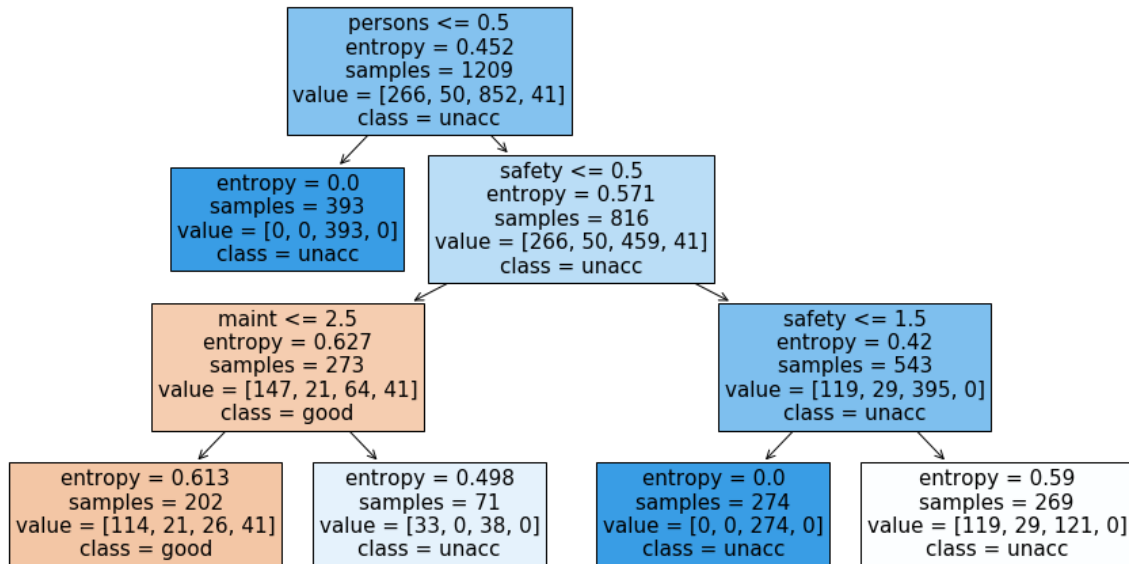 persons <= 0.5
entropy = 0.452
samples = 1209
value = [266, 50, 852, 41]
class = unacc
entropy = 0.0
samples = 393
value = [0, 0, 393, 0]
class = unacc
safety <= 0.5
entropy = 0.571
samples = 816
value = [266, 50, 459, 41]
class = unacc
maint <= 2.5
entropy = 0.627
samples = 273
value = [147, 21, 64, 41]
class = good
safety <= 1.5
entropy = 0.42
samples = 543
value = [119, 29, 395, 0]
class = unacc
entropy = 0.613
samples = 202
value = [114, 21, 26, 41]
class = good
entropy = 0.498
samples = 71
value = [33, 0, 38, 0]
class = unacc
entropy = 0.0
samples = 274
value = [0, 0, 274, 0]
class = unacc
entropy = 0.59
samples = 269
value = [119, 29, 121, 0]
class = unacc